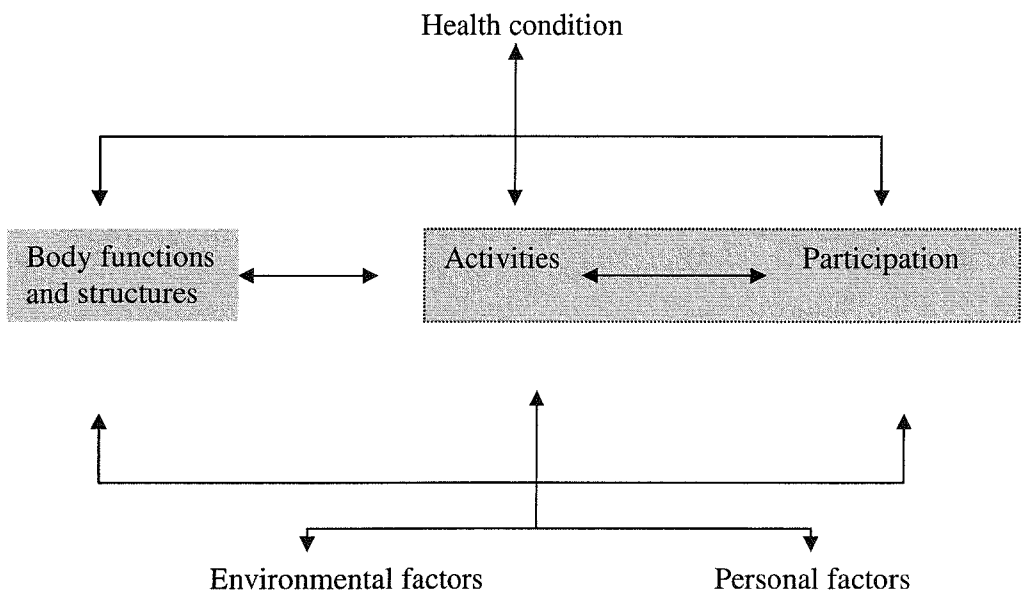 Health condition
Body functions
and structures
Activities
Participation
Environmental factors
Personal factors